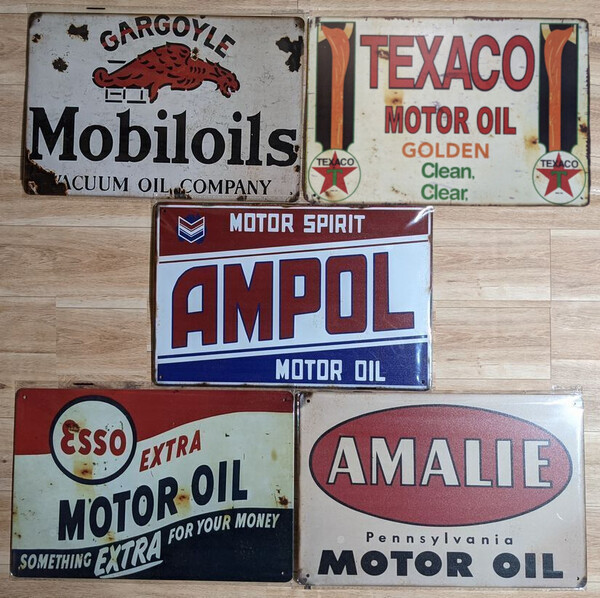 GARGOYLE
Mobiloils
VACUUM OIL COMPANY
TEXACO
MOTOR OIL
GOLDEN
Clean,
Clear,
TEXACO
T
TEXACO
T
MOTOR SPIRIT
AMPOL
MOTOR OIL
Esso
EXTRA
MOTOR OIL
SOMETHING EXTRA FOR YOUR MONEY
AMALIE
Pennsylvania
MOTOR OIL